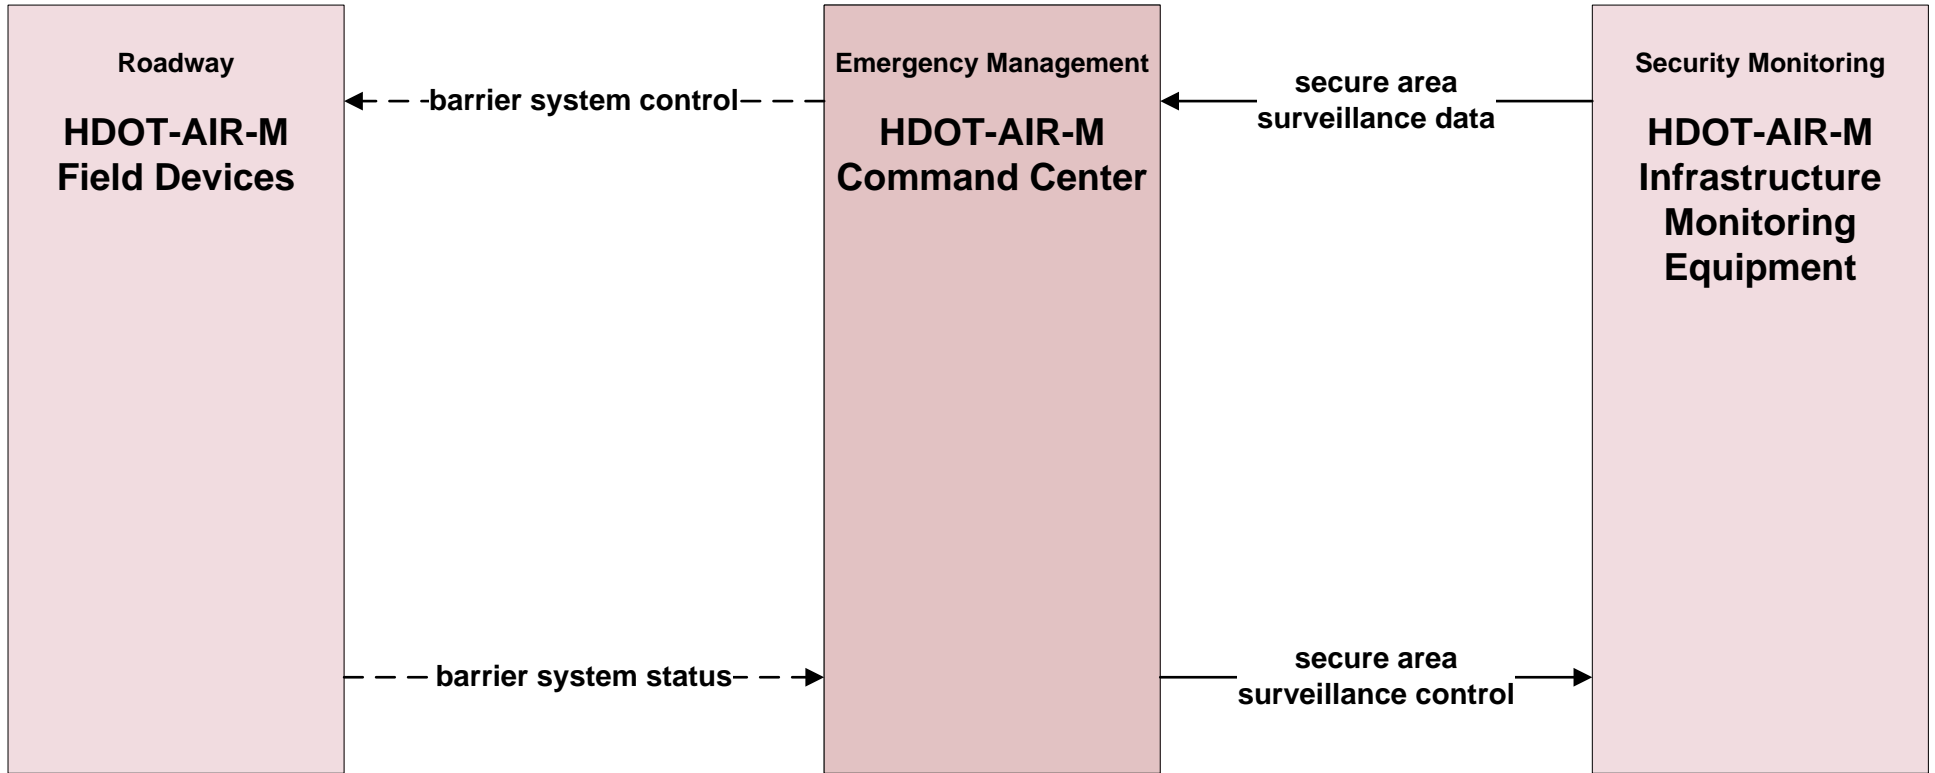 Roadway
HDOT-AIR-M
Field Devices
barrier system control
barrier system status
Emergency Management
HDOT-AIR-M
Command Center
secure area
surveillance data
secure area
surveillance control
Security Monitoring
HDOT-AIR-M
Infrastructure
Monitoring
Equipment